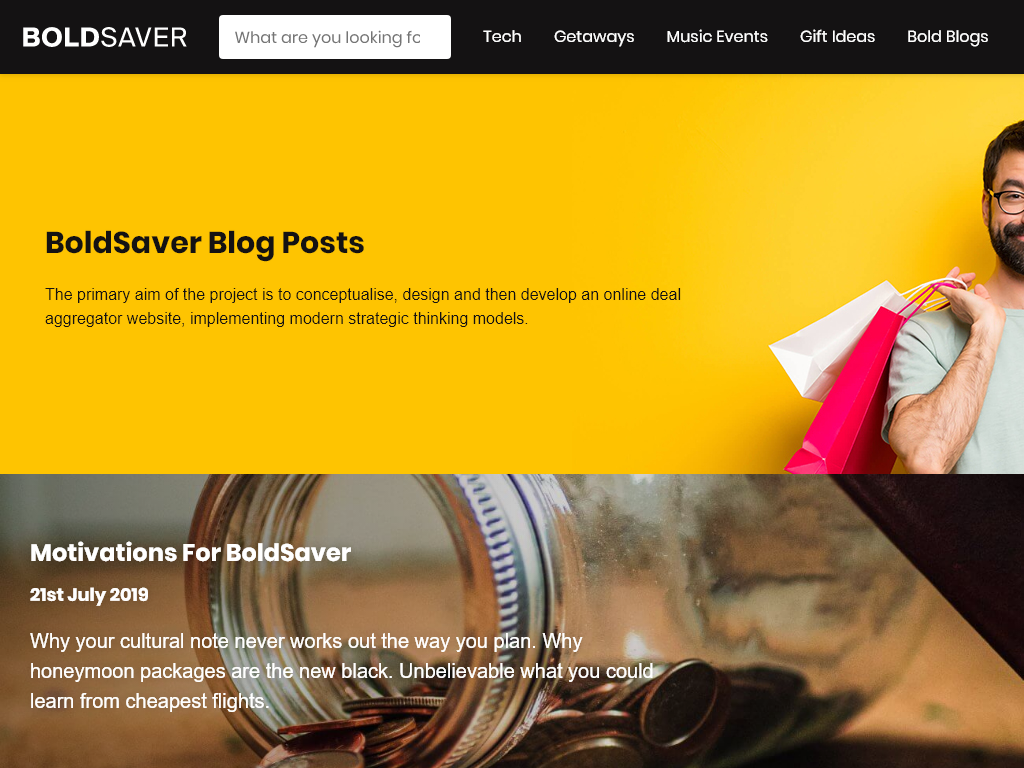 BOLDSAVER
What are you looking fo
Tech
Getaways
Music Events
Gift Ideas
Bold Blogs
BoldSaver Blog Posts
The primary aim of the project is to conceptualise, design and then develop an online deal
aggregator website, implementing modern strategic thinking models.
Motivations For BoldSaver
21st July 2019
Why your cultural note never works out the way you plan. Why
honeymoon packages are the new black. Unbelievable what you could
learn from cheapest flights.